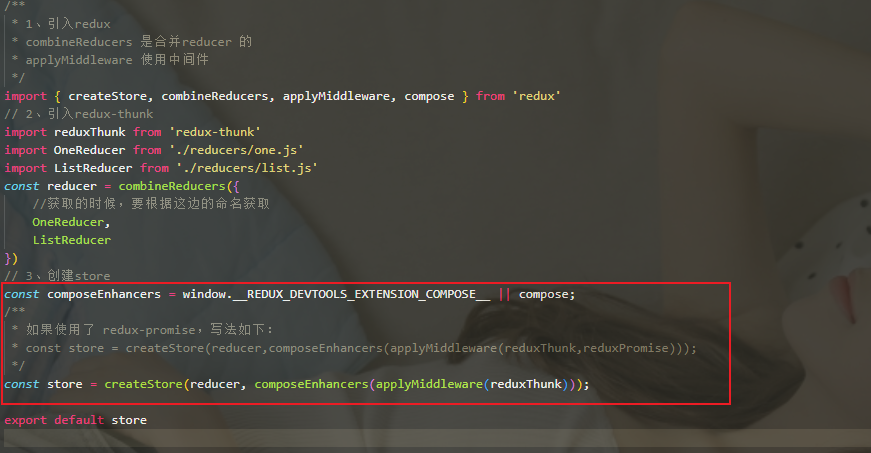 /**
 * 1、引入redux
 * combineReducers 是合并reducer 的
 * applyMiddleware 使用中间件
 */
import { createStore, combineReducers, applyMiddleware, compose } from 'redux'
// 2、引入redux-thunk
import reduxThunk from 'redux-thunk'
import OneReducer from './reducers/one.js'
import ListReducer from './reducers/list.js'
const reducer = combineReducers({
    //获取的时候，要根据这边的命名获取
    OneReducer,
    ListReducer
})
// 3、创建store
const composeEnhancers = window.__REDUX_DEVTOOLS_EXTENSION_COMPOSE__ || compose;
/**
 * 如果使用了 redux-promise，写法如下：
 * const store = createStore(reducer,composeEnhancers(applyMiddleware(reduxThunk,reduxPromise)));
 */
const store = createStore(reducer, composeEnhancers(applyMiddleware(reduxThunk)));
export default store